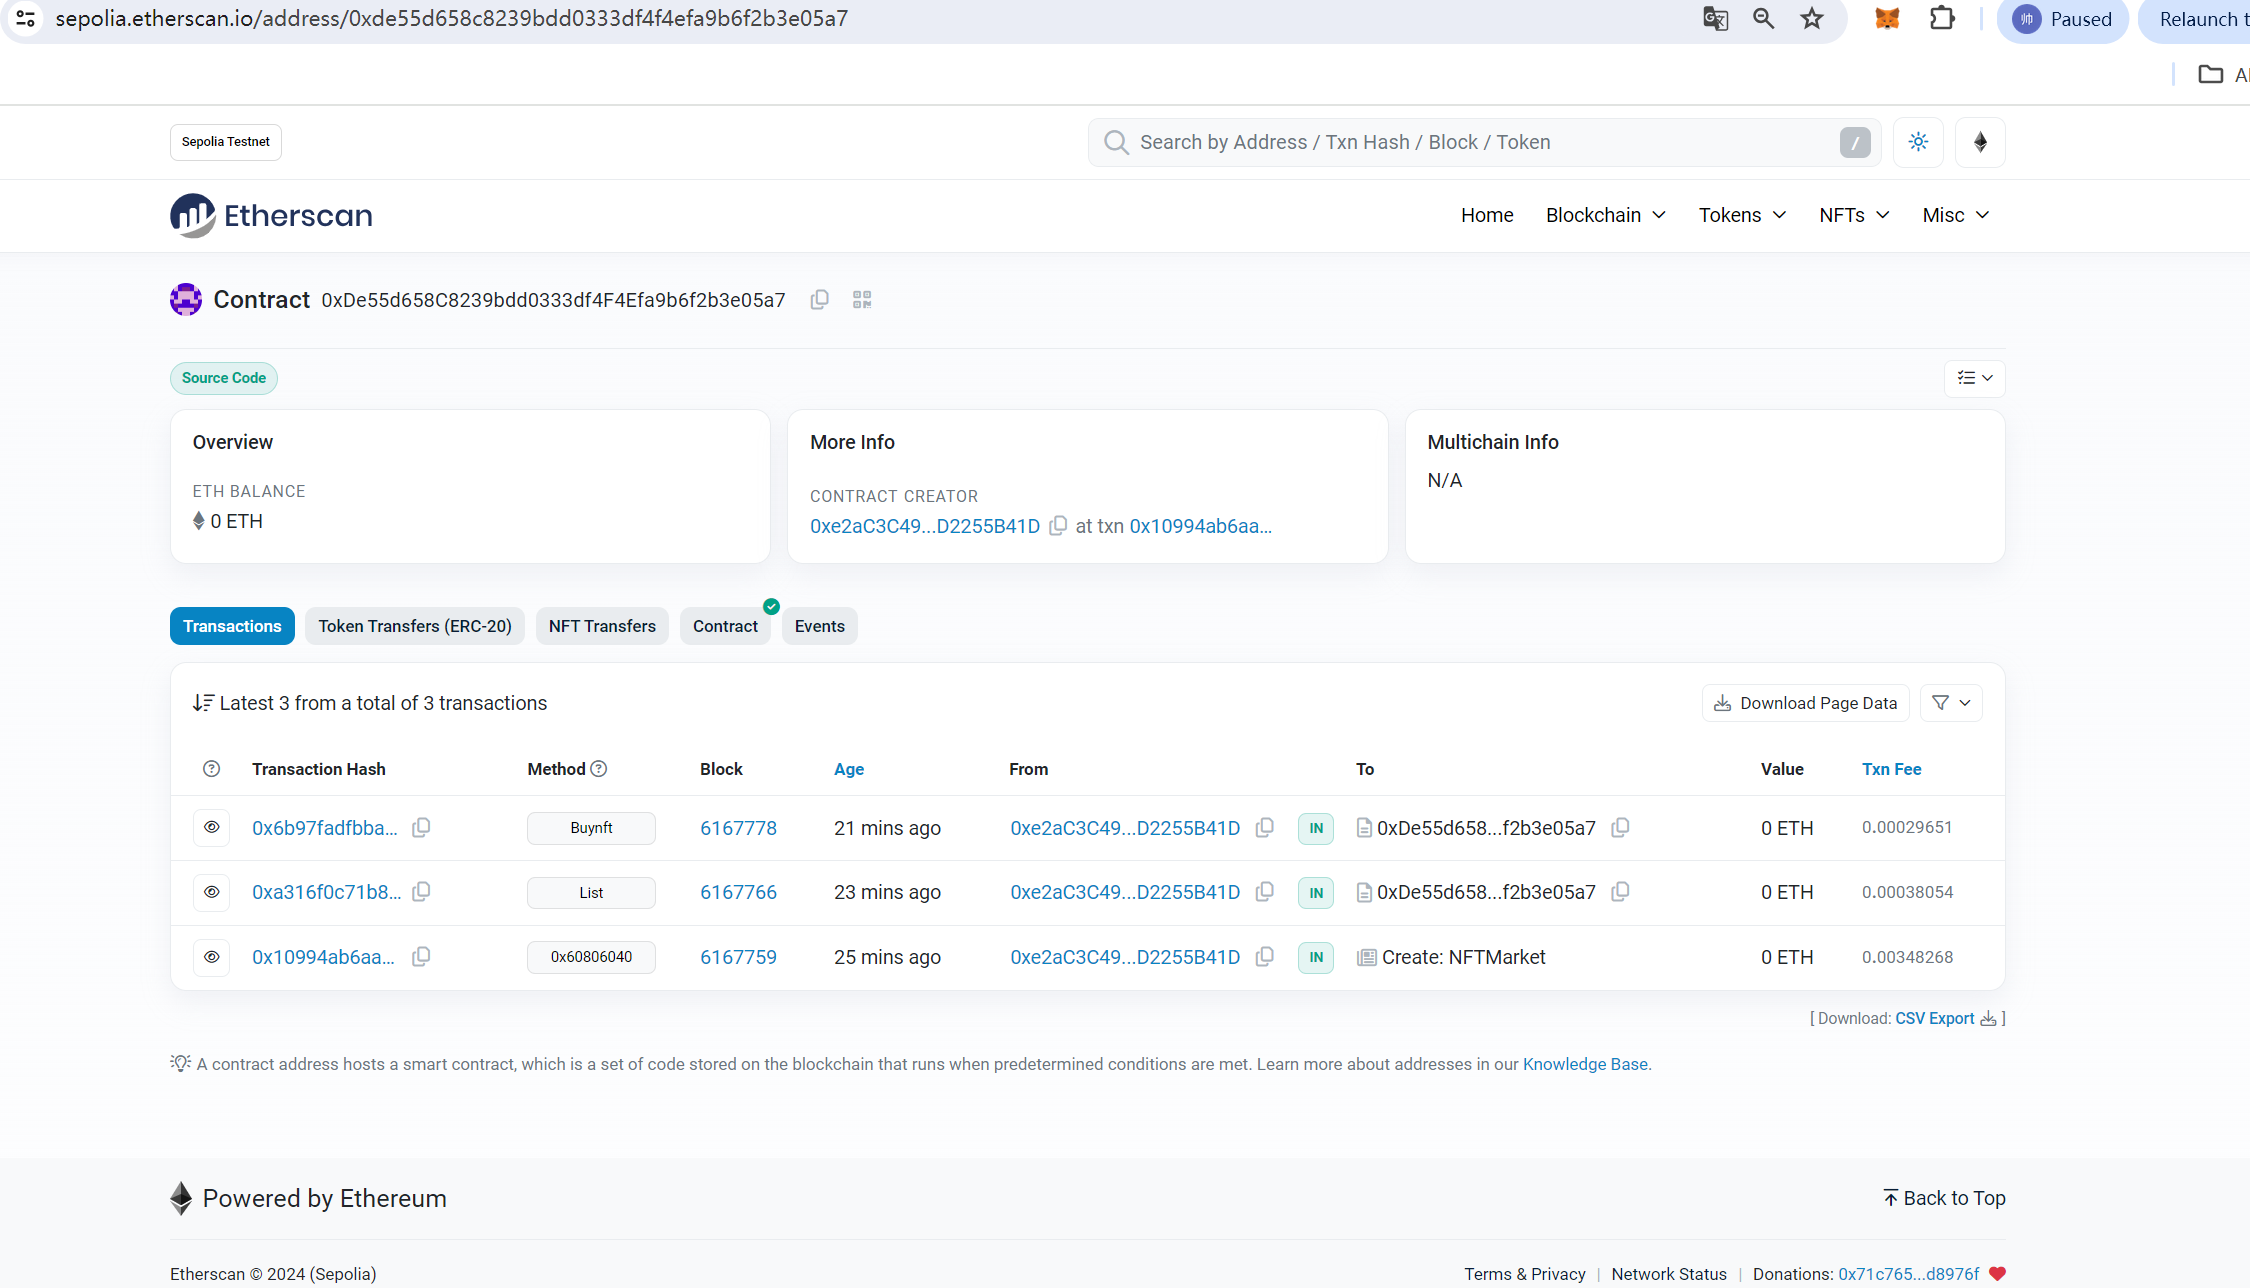 sepolia.etherscan.io/address/0xde55d658c8239bdd0333df4f4efa9b6f2b3e05a7
帅 Paused
Relaunch t
Al
Sepolia Testnet
Search by Address / Txn Hash / Block / Token /
Etherscan
Home Blockchain Tokens NFTs Misc
Contract 0xDe55d658C8239bdd0333df4F4Efa9b6f2b3e05a7
Source Code
Overview
ETH BALANCE
0 ETH
More Info
CONTRACT CREATOR
0xe2aC3C49...D2255B41D at txn 0x10994ab6aa...
Multichain Info
N/A
Transactions Token Transfers (ERC-20) NFT Transfers Contract Events
Latest 3 from a total of 3 transactions
Download Page Data
Transaction Hash Method Block Age From To Value Txn Fee
0x6b97fadfbba... Buynft 6167778 21 mins ago 0xe2aC3C49...D2255B41D IN 0xDe55d658...f2b3e05a7 0 ETH 0.00029651
0xa316f0c71b8... List 6167766 23 mins ago 0xe2aC3C49...D2255B41D IN 0xDe55d658...f2b3e05a7 0 ETH 0.00038054
0x10994ab6aa... 0x60806040 6167759 25 mins ago 0xe2aC3C49...D2255B41D IN Create: NFTMarket 0 ETH 0.00348268
[ Download: CSV Export ]
A contract address hosts a smart contract, which is a set of code stored on the blockchain that runs when predetermined conditions are met. Learn more about addresses in our Knowledge Base.
Powered by Ethereum
Back to Top
Etherscan © 2024 (Sepolia)
Terms & Privacy | Network Status | Donations: 0x71c765...d8976f